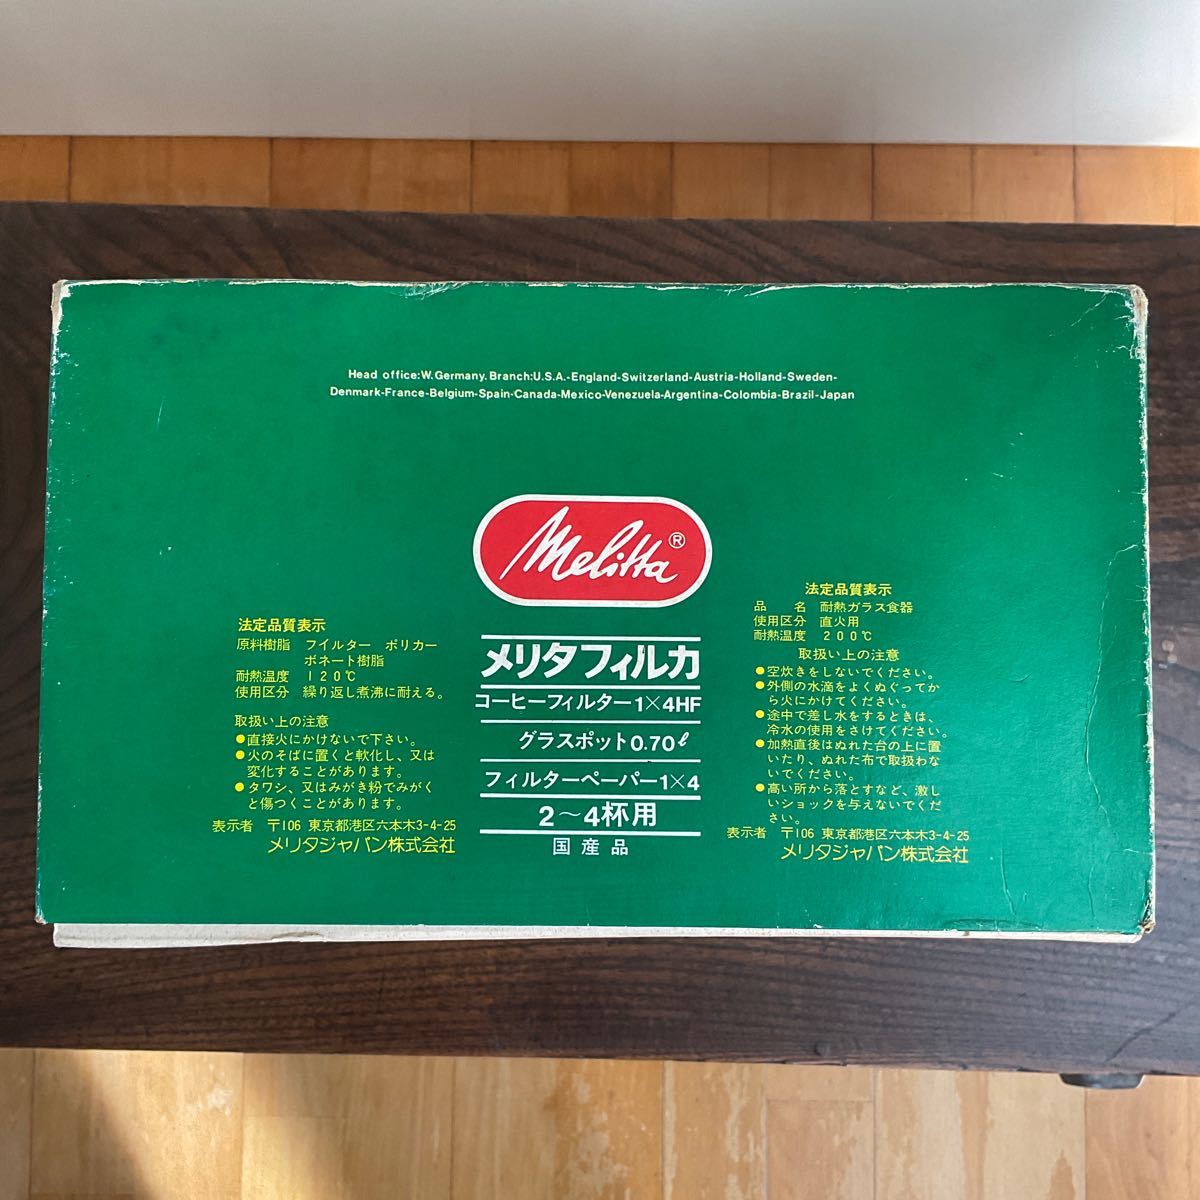 Head office:W.Germany.Branch:U.S.A.-England-Switzerland-Austria-Holland-Sweden-
Denmark-France-Belgium-Spain-Canada-Mexico-Venezuela-Argentina-Colombia-Brazil-Japan
Melitta®
法定品質表示
原料樹脂 フイルター ポリカー
ボネート樹脂
耐熱温度 120℃
使用区分 繰り返し煮沸に耐える。
取扱い上の注意
●直接火にかけないで下さい。
●火のそばに置くと軟化し、又は
変化することがあります。
●タワシ、又はみがき粉でみがく
と傷つくことがあります。
表示者 〒106 東京都港区六本木3-4-25
メリタジャパン株式会社
メリタフィルカ
コーヒーフィルター1×4HF
グラスポット0.70ℓ
フィルターペーパー1×4
2〜4杯用
国産品
法定品質表示
品名 耐熱ガラス食器
使用区分 直火用
耐熱温度 200℃
取扱い上の注意
●空炊きをしないでください。
●外側の水滴をよくぬぐってか
ら火にかけてください。
●途中で差し水をするときは、
冷水の使用をさけてください。
●加熱直後はぬれた台の上に置
いたり、ぬれた布で取扱わな
いでください。
●高い所から落とすなど、激し
いショックを与えないでくだ
さい。
表示者 〒106 東京都港区六本木3-4-25
メリタジャパン株式会社